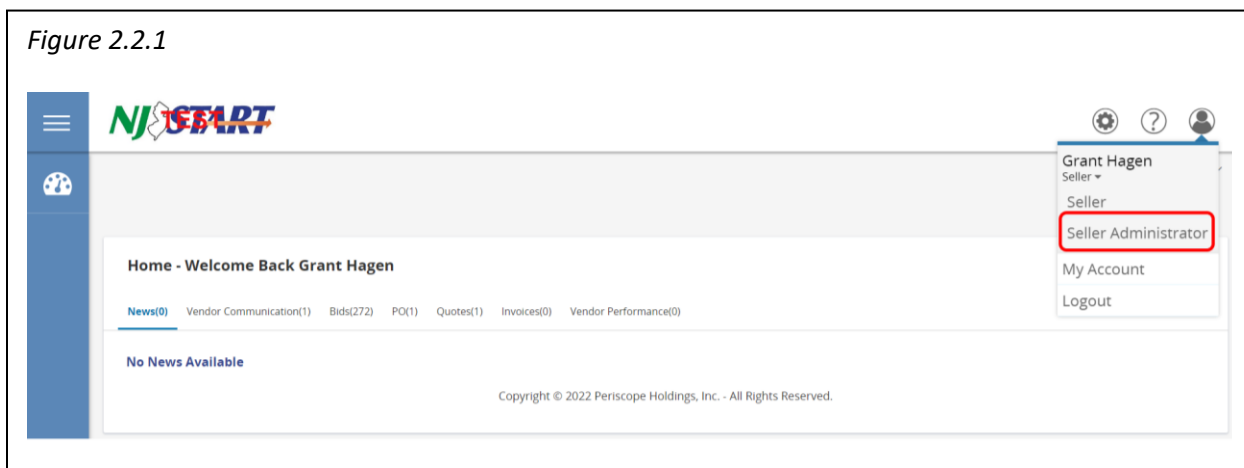 Figure 2.2.1
NJSTART
TEST
Grant Hagen
Seller
Seller
Seller Administrator
My Account
Logout
Home - Welcome Back Grant Hagen
News(0) Vendor Communication(1) Bids(272) PO(1) Quotes(1) Invoices(0) Vendor Performance(0)
No News Available
Copyright © 2022 Periscope Holdings, Inc. - All Rights Reserved.